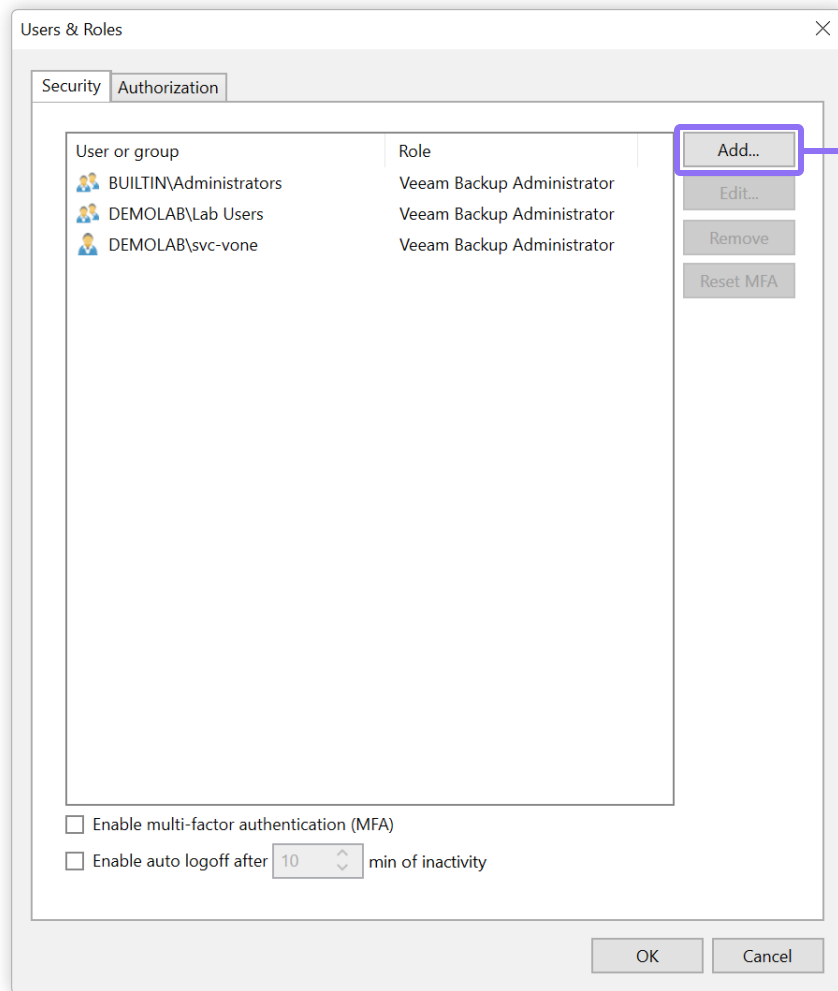 Users & Roles
Security Authorization
User or group Role
BUILTIN\Administrators Veeam Backup Administrator
DEMOLAB\Lab Users Veeam Backup Administrator
DEMOLAB\svc-vone Veeam Backup Administrator
Add...
Edit...
Remove
Reset MFA
Enable multi-factor authentication (MFA)
Enable auto logoff after 10 min of inactivity
OK Cancel